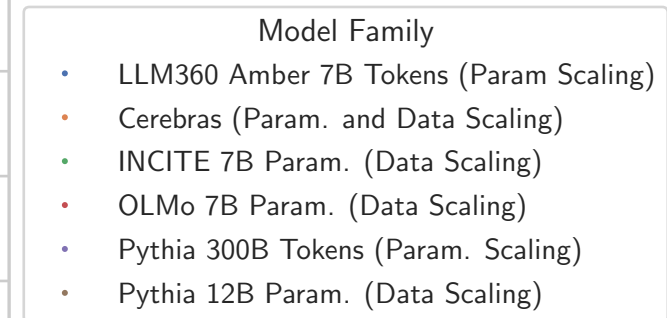 Model Family
LLM360 Amber 7B Tokens (Param Scaling)
Cerebras (Param. and Data Scaling)
INCITE 7B Param. (Data Scaling)
OLMo 7B Param. (Data Scaling)
Pythia 300B Tokens (Param. Scaling)
Pythia 12B Param. (Data Scaling)